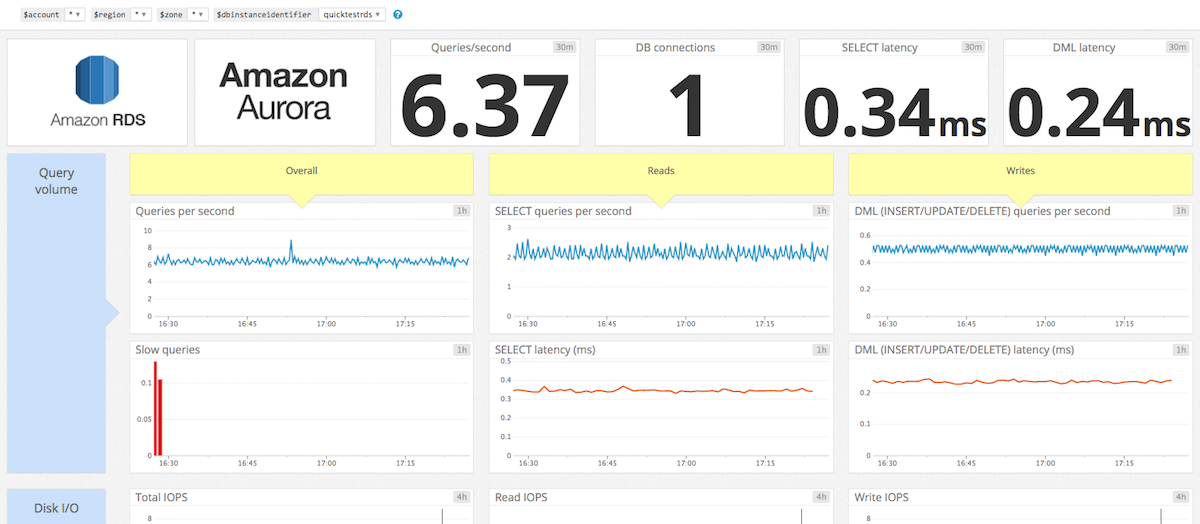 $account * ▾ $region * ▾ $zone * ▾ $dbinstanceidentifier quicktestrds ▾ ?
Amazon RDS
Amazon
Aurora
Queries/second 30m
6.37
DB connections 30m
1
SELECT latency 30m
0.34ms
DML latency 30m
0.24ms
Query
volume
Overall
Reads
Writes
Queries per second 1h
10
8
6
4
2
0
16:30 16:45 17:00 17:15
SELECT queries per second 1h
3
2
1
0
16:30 16:45 17:00 17:15
DML (INSERT/UPDATE/DELETE) queries per second 1h
0.6
0.4
0.2
0
16:30 16:45 17:00 17:15
Slow queries 1h
0.1
0.05
0
16:30 16:45 17:00 17:15
SELECT latency (ms) 1h
0.5
0.4
0.3
0.2
0.1
0
16:30 16:45 17:00 17:15
DML (INSERT/UPDATE/DELETE) latency (ms) 1h
0.2
0.1
0
16:30 16:45 17:00 17:15
Disk I/O
Total IOPS 4h
8
Read IOPS 4h
Write IOPS 4h
8